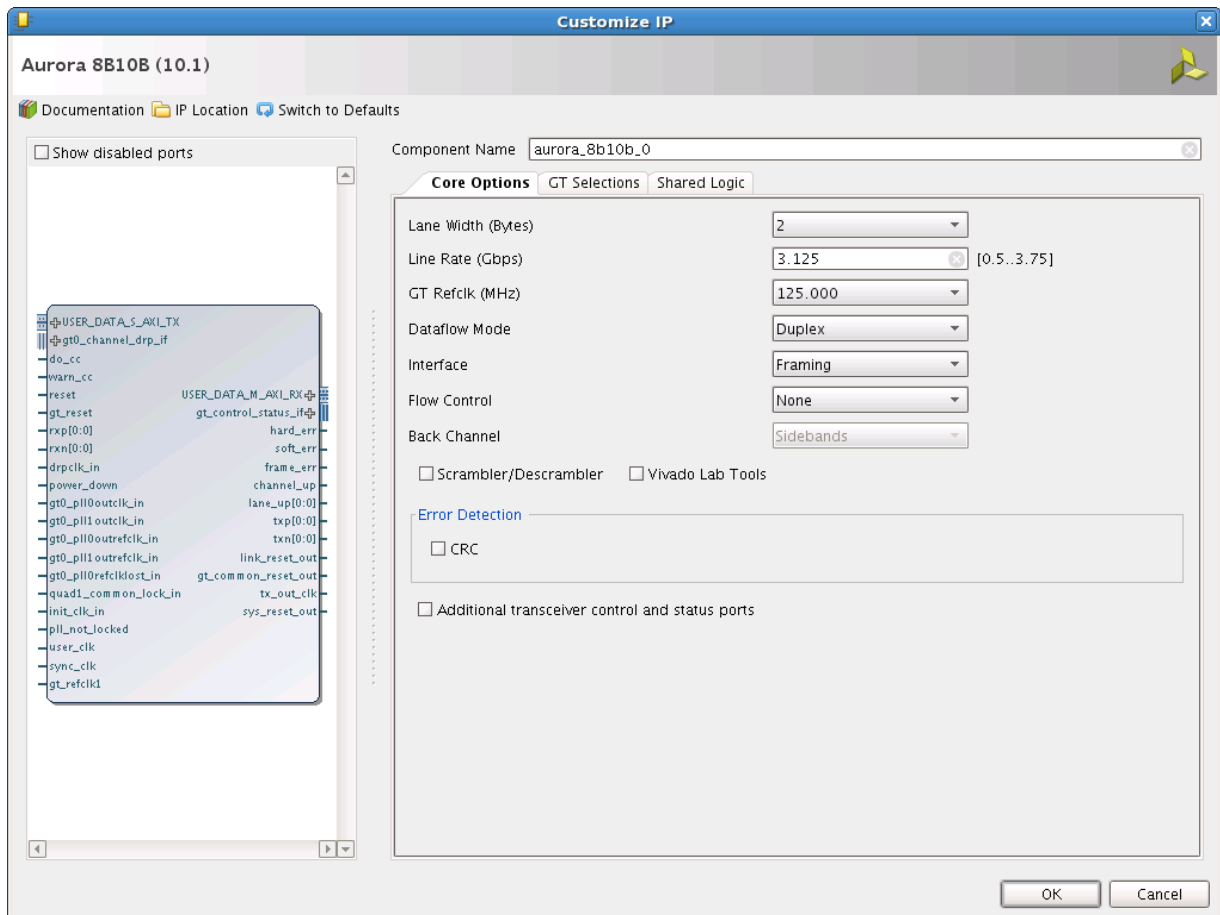 Customize IP
Aurora 8B10B (10.1)
Documentation IP Location Switch to Defaults
Show disabled ports
USER_DATA_S_AXI_TX
gt0_channel_drp_if
do_cc
warn_cc
reset
gt_reset
rxp[0:0]
rxn[0:0]
drpclk_in
power_down
gt0_pll0outclk_in
gt0_pll1outclk_in
gt0_pll0outrefclk_in
gt0_pll1outrefclk_in
gt0_pll0refclklost_in
quad1_common_lock_in
init_clk_in
pll_not_locked
user_clk
sync_clk
gt_refclk1
USER_DATA_M_AXI_RX
gt_control_status_if
hard_err
soft_err
frame_err
channel_up
lane_up[0:0]
txp[0:0]
txn[0:0]
link_reset_out
gt_common_reset_out
tx_out_clk
sys_reset_out
Component Name aurora_8b10b_0
Core Options GT Selections Shared Logic
Lane Width (Bytes) 2
Line Rate (Gbps) 3.125 [0.5..3.75]
GT Refclk (MHz) 125.000
Dataflow Mode Duplex
Interface Framing
Flow Control None
Back Channel Sidebands
Scrambler/Descrambler Vivado Lab Tools
Error Detection
CRC
Additional transceiver control and status ports
OK Cancel